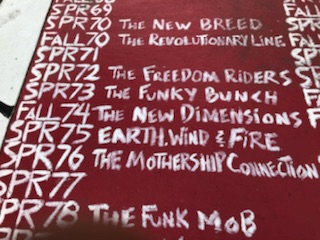 SPR69
SPR70 THE NEW BREED
FALL70 THE REVOLUTIONARY LINE
SPR71
SPR72 THE FREEDOM RIDERS
SPR73 THE FUNKY BUNCH
FALL74 THE NEW DIMENSIONS
SPR75 EARTH, WIND & FIRE
SPR76 THE MOTHERSHIP CONNECTION
SPR77
SPR78 THE FUNK MOB